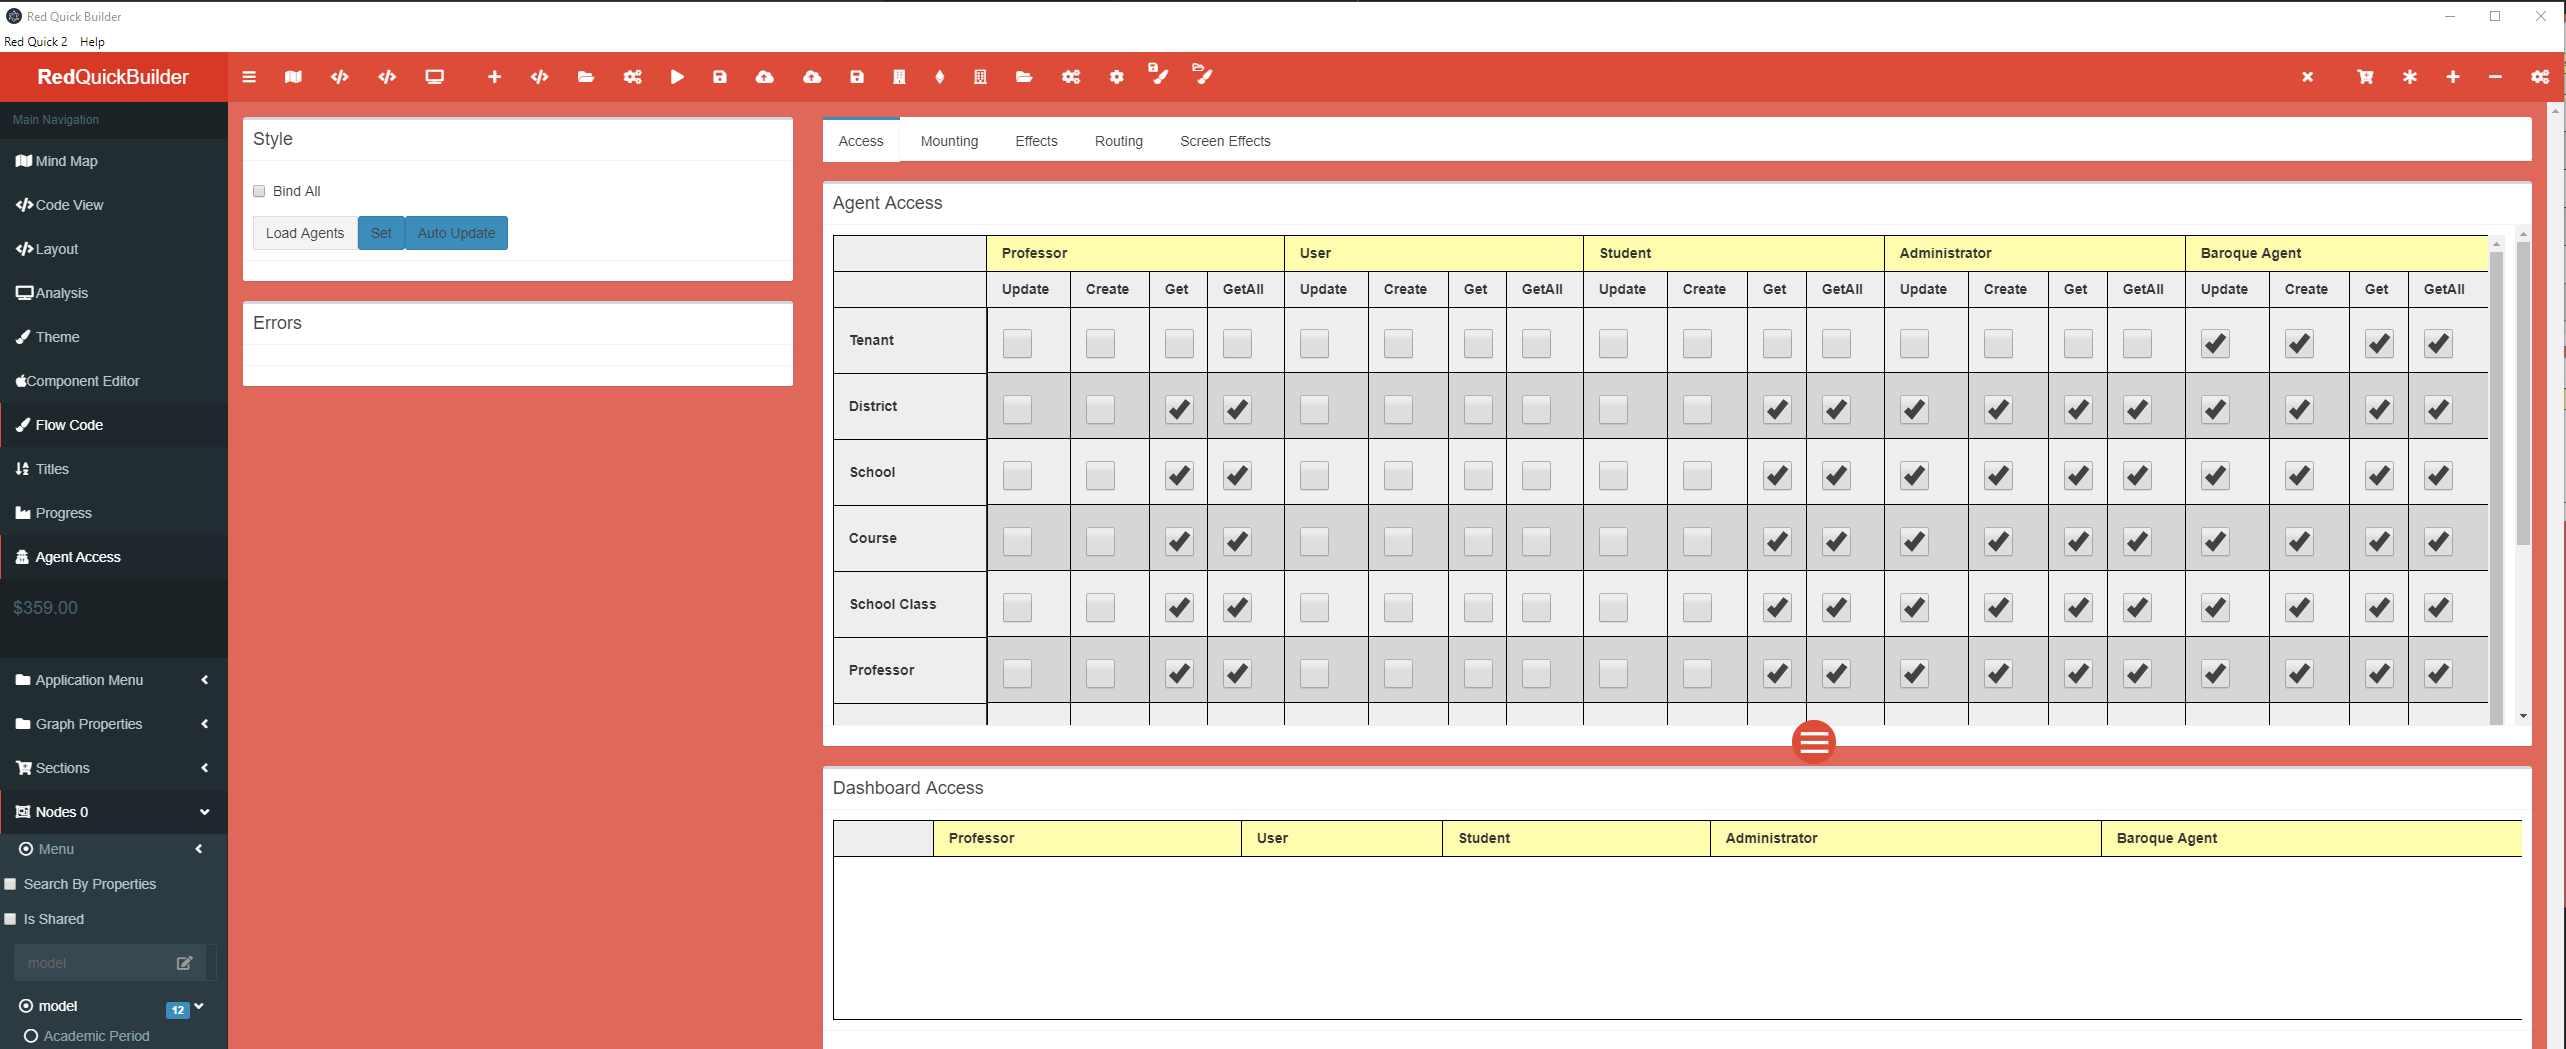 Red Quick Builder
Red Quick 2 Help
RedQuickBuilder
Main Navigation
Mind Map
Code View
Layout
Analysis
Theme
Component Editor
Flow Code
Titles
Progress
Agent Access
$359.00
Application Menu
Graph Properties
Sections
Nodes 0
Menu
Search By Properties
Is Shared
model
model 12
Academic Period
Style
Bind All
Load Agents Set Auto Update
Errors
Access Mounting Effects Routing Screen Effects
Agent Access
Professor User Student Administrator Baroque Agent
Update Create Get GetAll Update Create Get GetAll Update Create Get GetAll Update Create Get GetAll Update Create Get GetAll
Tenant
District
School
Course
School Class
Professor
Dashboard Access
Professor User Student Administrator Baroque Agent